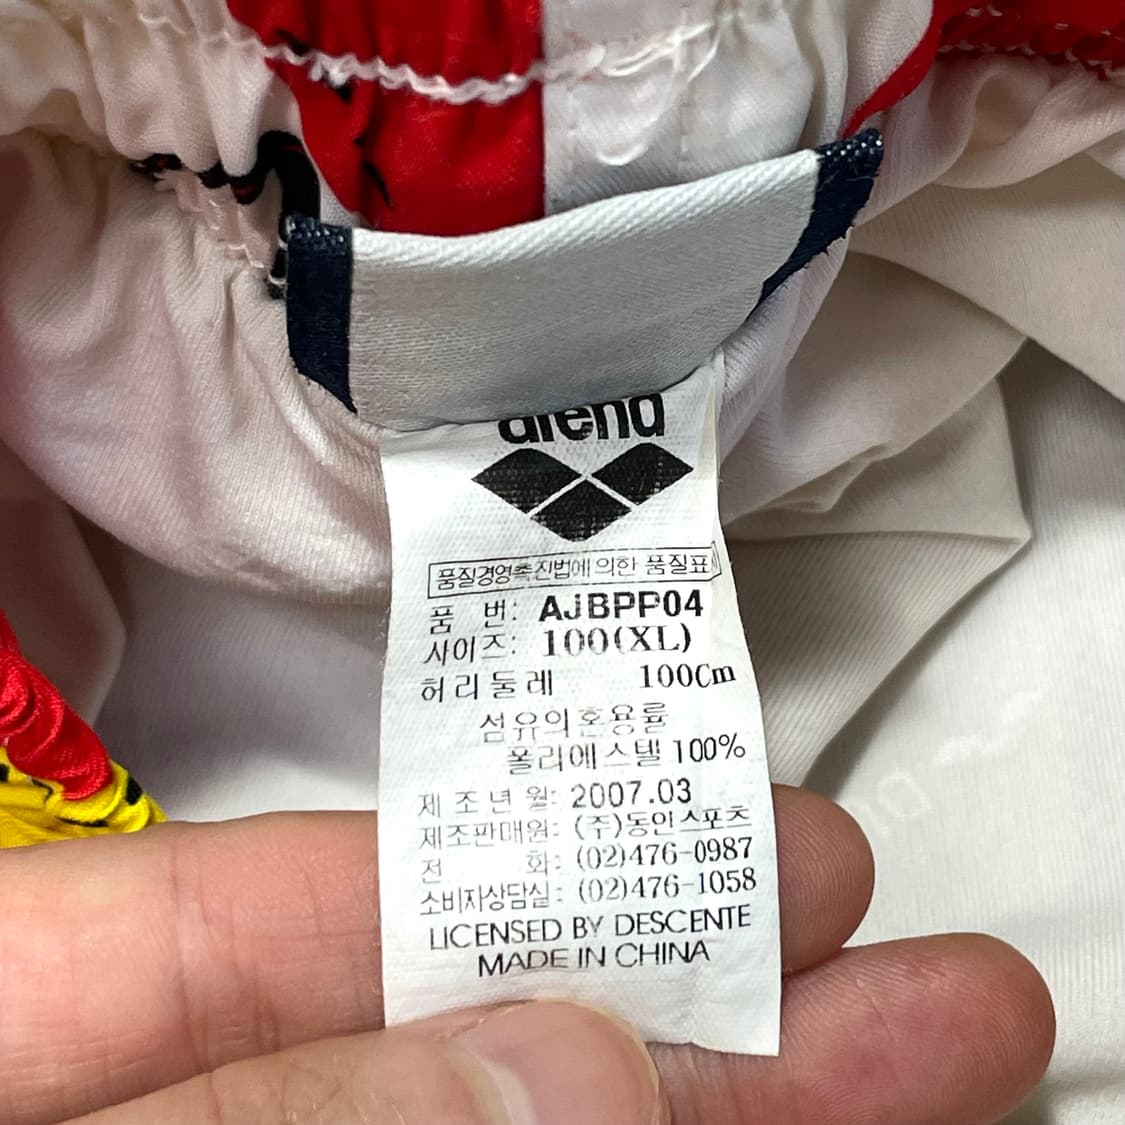 arena
품질경영촉진법에 의한 품질표시
품 번: AJBPP04
사이즈: 100(XL)
허리둘레 100Cm
섬유의혼용률
폴리에스텔 100%
제조년월: 2007.03
제조판매원: (주)동인스포츠
전 화: (02)476-0987
소비자상담실: (02)476-1058
LICENSED BY DESCENTE
MADE IN CHINA